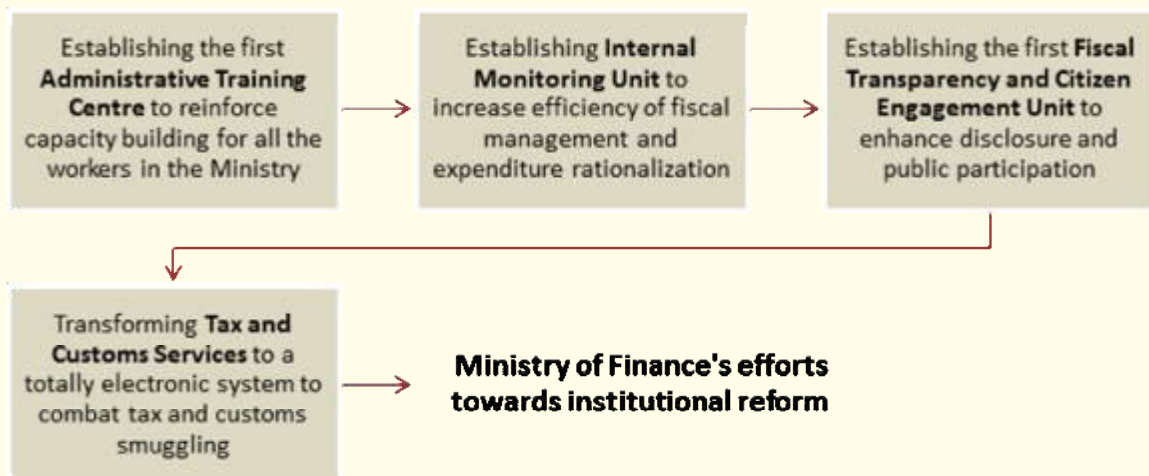 Establishing the first
Administrative Training
Centre to reinforce
capacity building for all the
workers in the Ministry
Establishing Internal
Monitoring Unit to
increase efficiency of fiscal
management and
expenditure rationalization
Establishing the first Fiscal
Transparency and Citizen
Engagement Unit to
enhance disclosure and
public participation
Transforming Tax and
Customs Services to a
totally electronic system to
combat tax and customs
smuggling
Ministry of Finance's efforts
towards institutional reform